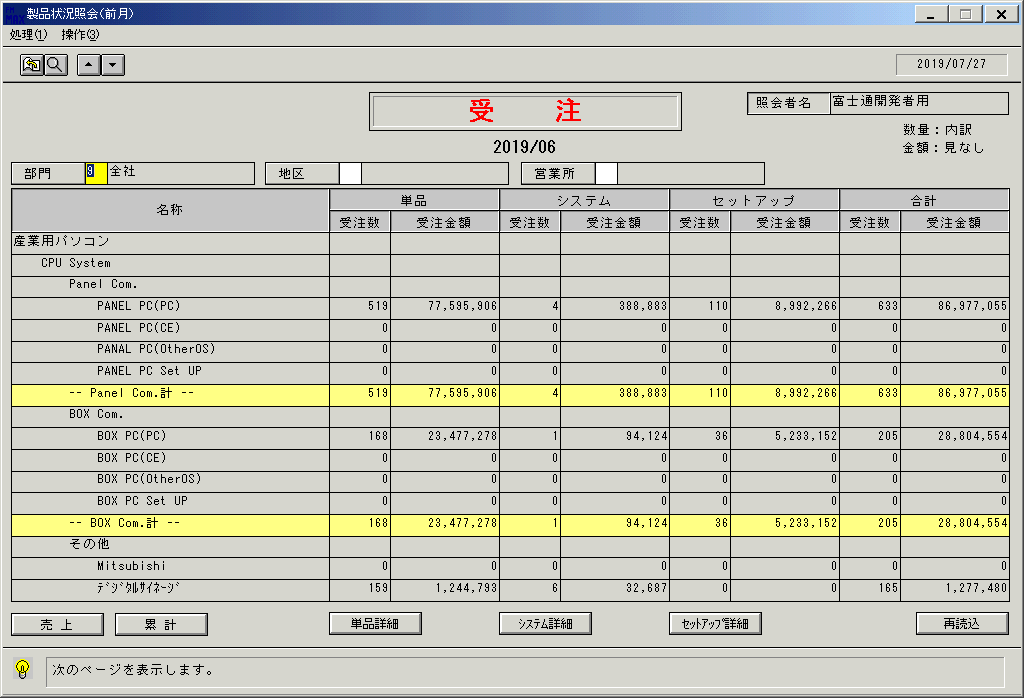 製品状況照会(前月)
処理(1) 操作(3)
2019/07/27
受 注
照会者名 富士通開発者用
2019/06
数量:内訳
金額:見なし
部門 9 全社 地区 営業所
名称 単品 システム セットアップ 合計
受注数 受注金額 受注数 受注金額 受注数 受注金額 受注数 受注金額
産業用パソコン
CPU System
Panel Com.
PANEL PC(PC) 519 77,595,906 4 388,883 110 8,992,266 633 86,977,055
PANEL PC(CE) 0 0 0 0 0 0 0 0
PANAL PC(OtherOS) 0 0 0 0 0 0 0 0
PANEL PC Set UP 0 0 0 0 0 0 0 0
-- Panel Com.計 -- 519 77,595,906 4 388,883 110 8,992,266 633 86,977,055
BOX Com.
BOX PC(PC) 168 23,477,278 1 94,124 36 5,233,152 205 28,804,554
BOX PC(CE) 0 0 0 0 0 0 0 0
BOX PC(OtherOS) 0 0 0 0 0 0 0 0
BOX PC Set UP 0 0 0 0 0 0 0 0
-- BOX Com.計 -- 168 23,477,278 1 94,124 36 5,233,152 205 28,804,554
その他
Mitsubishi 0 0 0 0 0 0 0 0
ﾃﾞｼﾞﾀﾙｻｲﾈｰｼﾞ 159 1,244,793 6 32,687 0 0 165 1,277,480
売 上 累 計 単品詳細 ｼｽﾃﾑ詳細 ｾｯﾄｱｯﾌﾟ詳細 再読込
次のページを表示します。